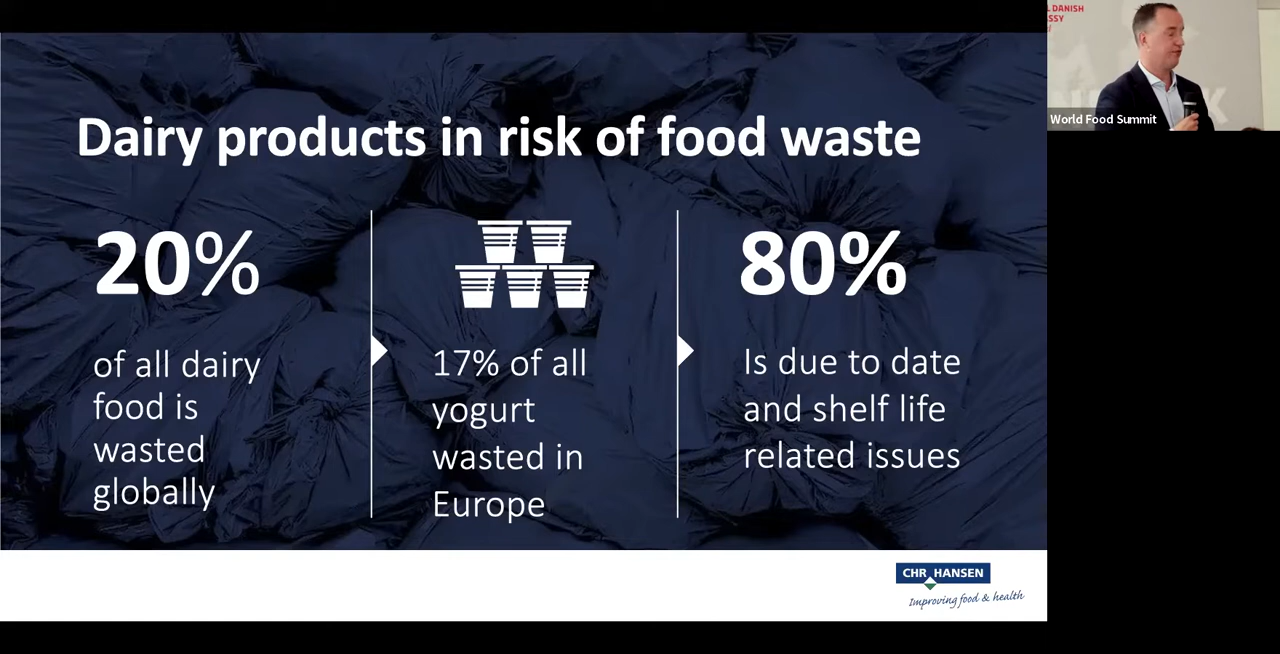 Dairy products in risk of food waste
20%
of all dairy
food is
wasted
globally
17% of all
yogurt
wasted in
Europe
80%
Is due to date
and shelf life
related issues
CHR HANSEN
Improving food & health
DANISH
World Food Summit